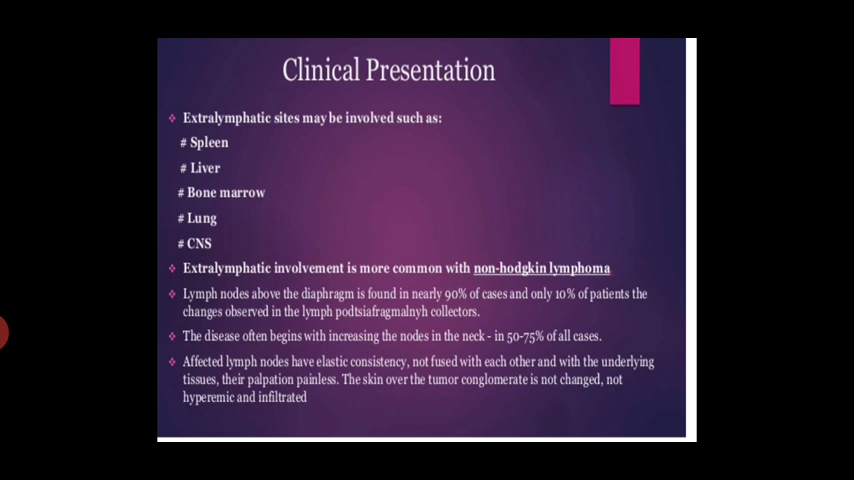 Clinical Presentation
Extralymphatic sites may be involved such as:
# Spleen
# Liver
# Bone marrow
# Lung
# CNS
Extralymphatic involvement is more common with non-hodgkin lymphoma
Lymph nodes above the diaphragm is found in nearly 90% of cases and only 10% of patients the
changes observed in the lymph podtsiafragmalnyh collectors.
The disease often begins with increasing the nodes in the neck - in 50-75% of all cases.
Affected lymph nodes have elastic consistency, not fused with each other and with the underlying
tissues, their palpation painless. The skin over the tumor conglomerate is not changed, not
hyperemic and infiltrated